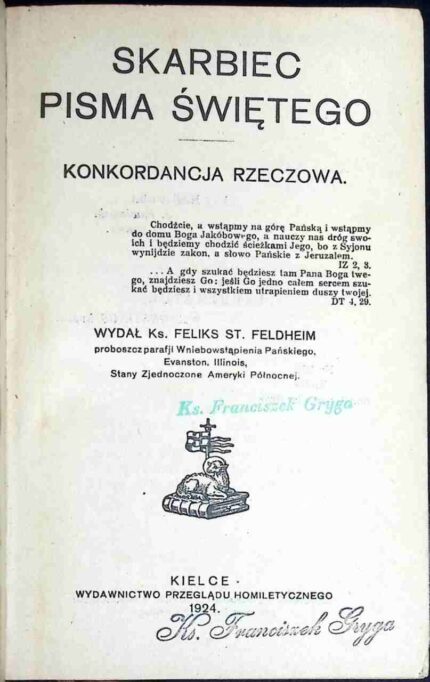 SKARBIEC
PISMA ŚWIĘTEGO
KONKORDANCJA RZECZOWA.
Chodźcie, a wstąpmy na górę Pańską i wstąpmy
do domu Boga Jakóbowego, a nauczy nas dróg swo-
ich i będziemy chodzić ścieżkami Jego, bo z Syjonu
wynijdzie zakon, a słowo Pańskie z Jeruzalem.
IZ 2, 3.
... A gdy szukać będziesz tam Pana Boga twe-
go, znajdziesz Go; jeśli Go jedno całem sercem szu-
kać będziesz i wszystkiem utrapieniem duszy twojej.
DT 4, 29.
WYDAŁ Ks. FELIKS ST. FELDHEIM
proboszcz parafji Wniebowstąpienia Pańskiego,
Evanston, Illinois,
Stany Zjednoczone Ameryki Północnej.
Ks. Franciszek Gryga
KIELCE
WYDAWNICTWO PRZEGLĄDU HOMILETYCZNEGO
1924.
Ks. Franciszek Gryga